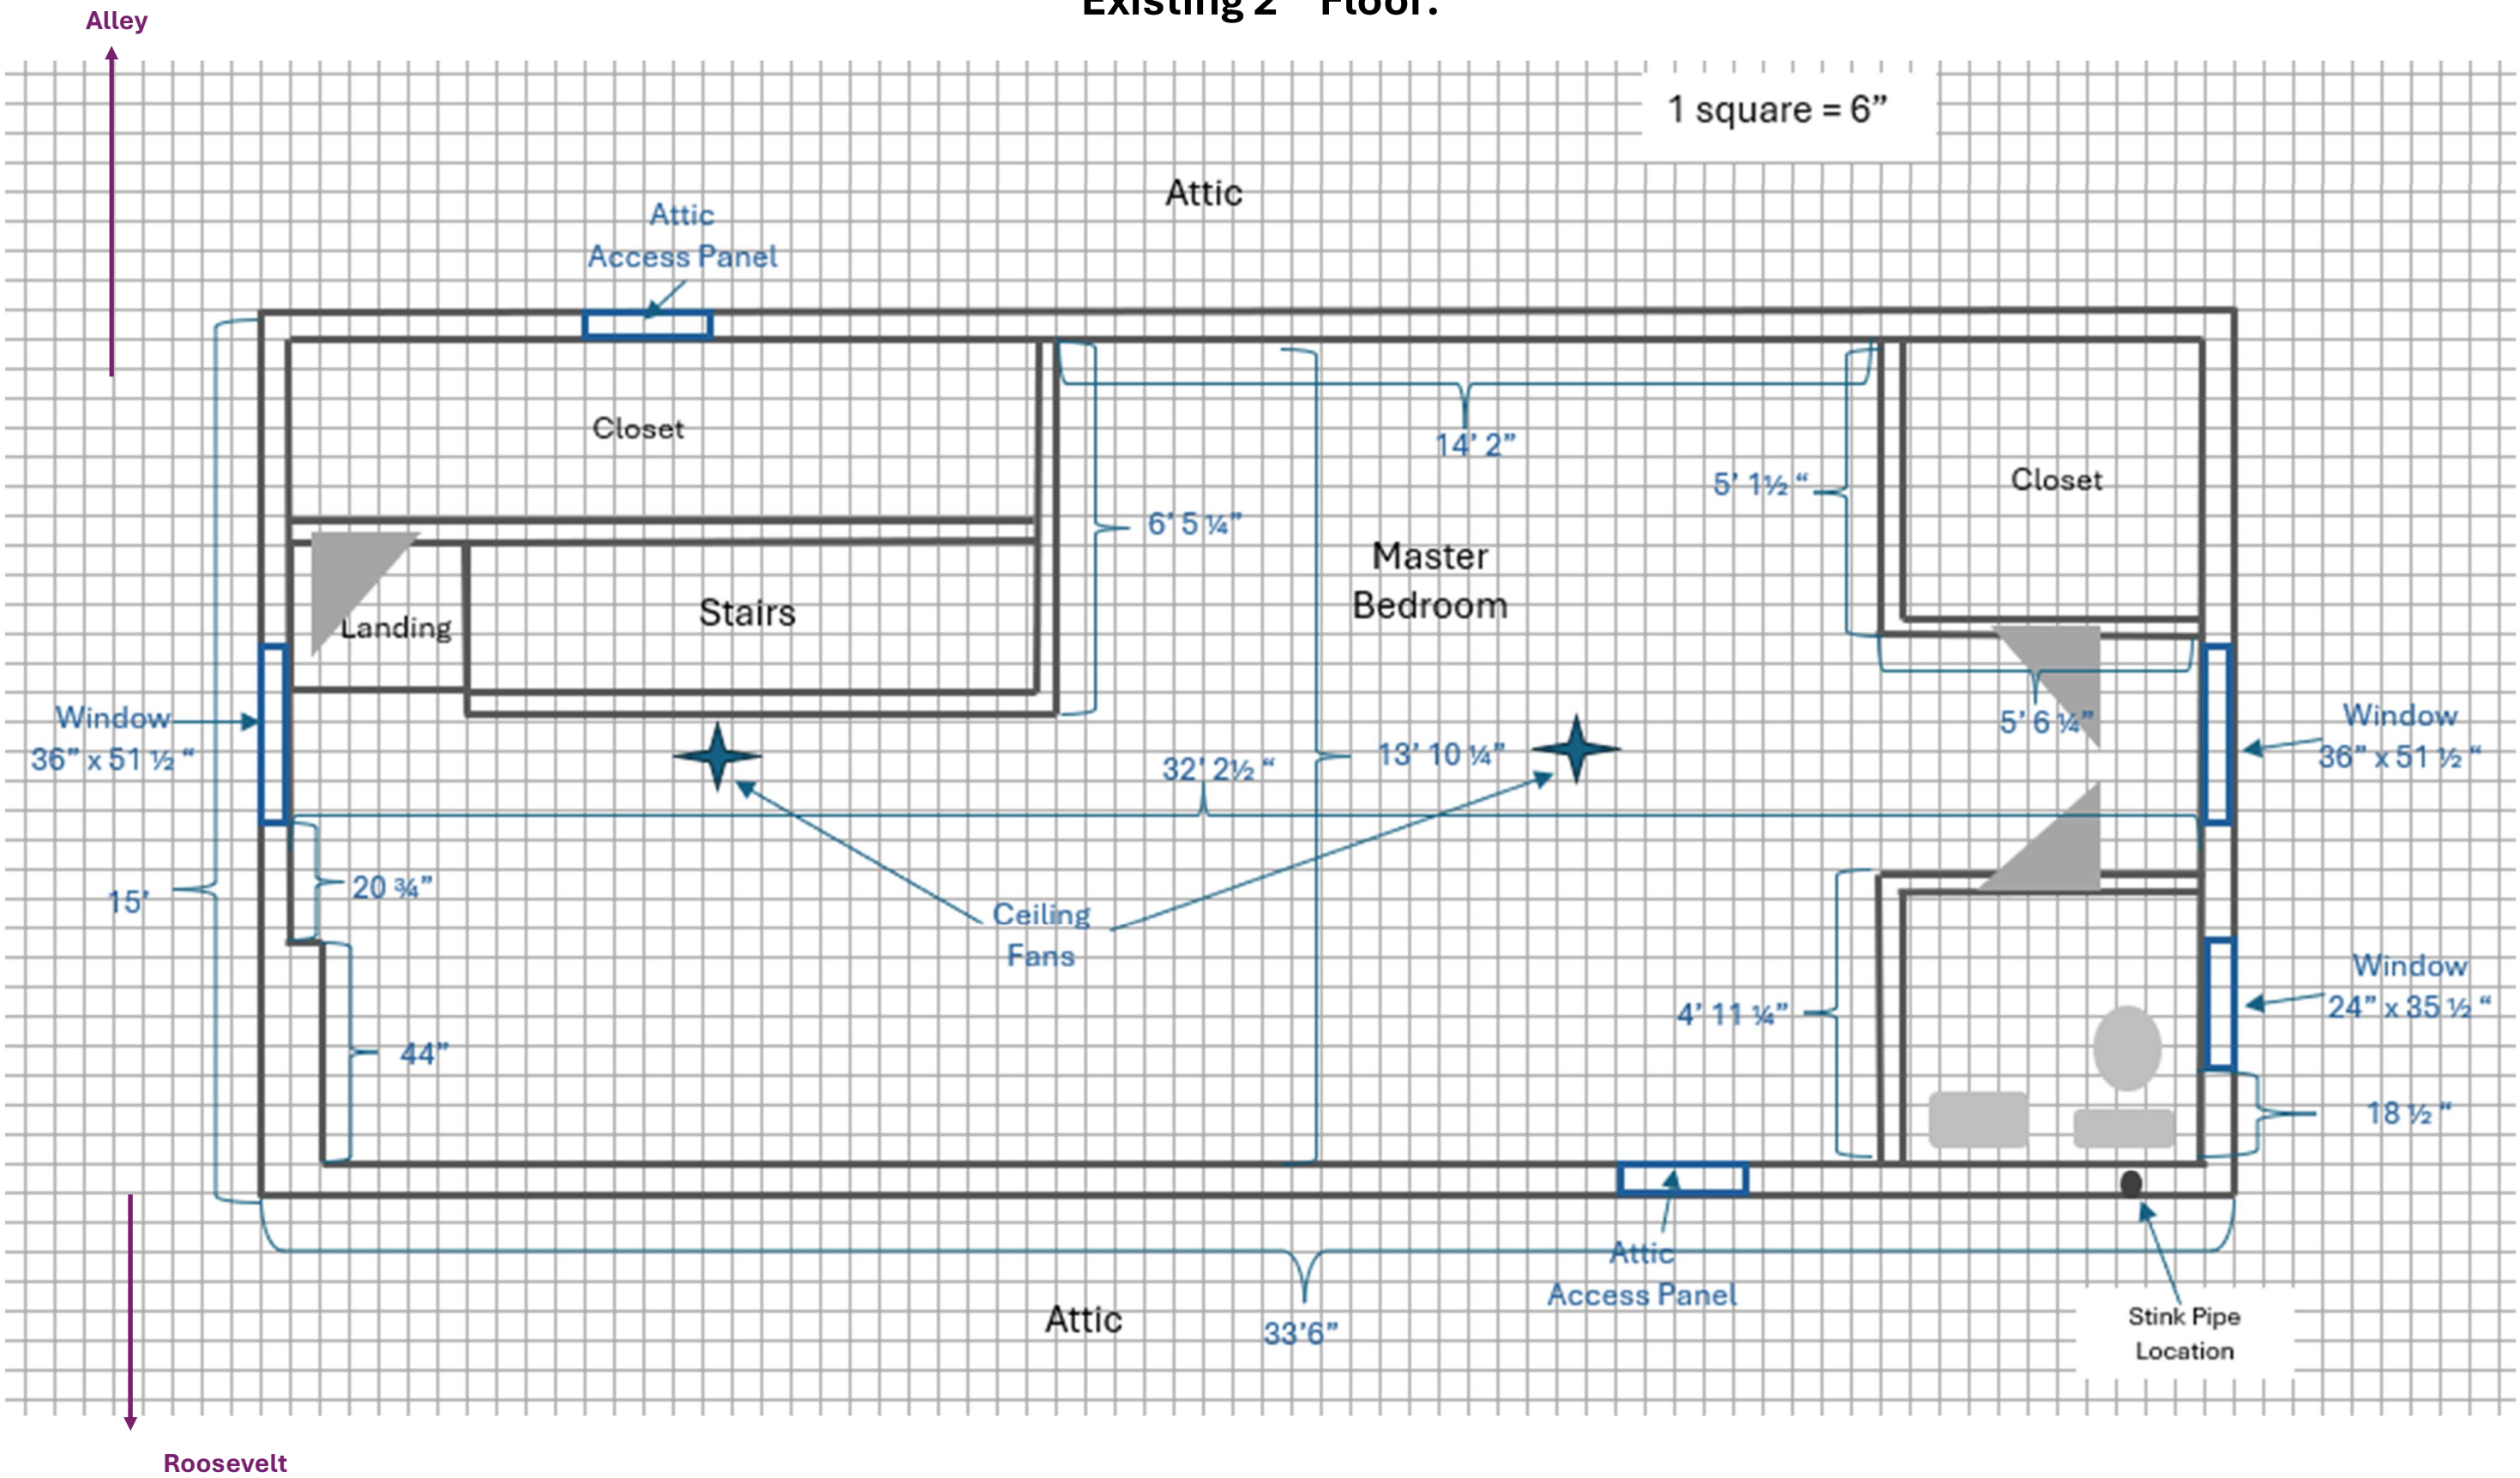 Existing 2 Floor:
Alley
1 square = 6”
Attic
Attic
Access Panel
Closet
14’ 2”
5’ 1½ “
Closet
6’ 5 ¼”
Master
Bedroom
Stairs
Landing
Window
36” x 51 ½ “
5’ 6 ¼”
Window
36” x 51 ½ “
32’ 2½ “
13’ 10 ¼”
15’
20 ¾”
Ceiling
Fans
Window
24” x 35 ½ “
4’ 11 ¼”
44”
18 ½ “
Attic
Access Panel
Attic
33’6”
Stink Pipe
Location
Roosevelt